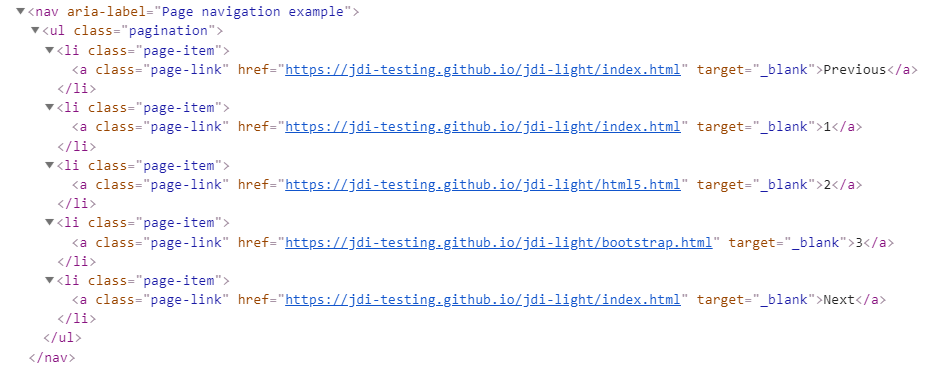 ▼<nav aria-label="Page navigation example">
▼<ul class="pagination">
▼<li class="page-item">
<a class="page-link" href="https://jdi-testing.github.io/jdi-light/index.html" target="_blank">Previous</a>
</li>
▼<li class="page-item">
<a class="page-link" href="https://jdi-testing.github.io/jdi-light/index.html" target="_blank">1</a>
</li>
▼<li class="page-item">
<a class="page-link" href="https://jdi-testing.github.io/jdi-light/html5.html" target="_blank">2</a>
</li>
▼<li class="page-item">
<a class="page-link" href="https://jdi-testing.github.io/jdi-light/bootstrap.html" target="_blank">3</a>
</li>
▼<li class="page-item">
<a class="page-link" href="https://jdi-testing.github.io/jdi-light/index.html" target="_blank">Next</a>
</li>
</ul>
</nav>